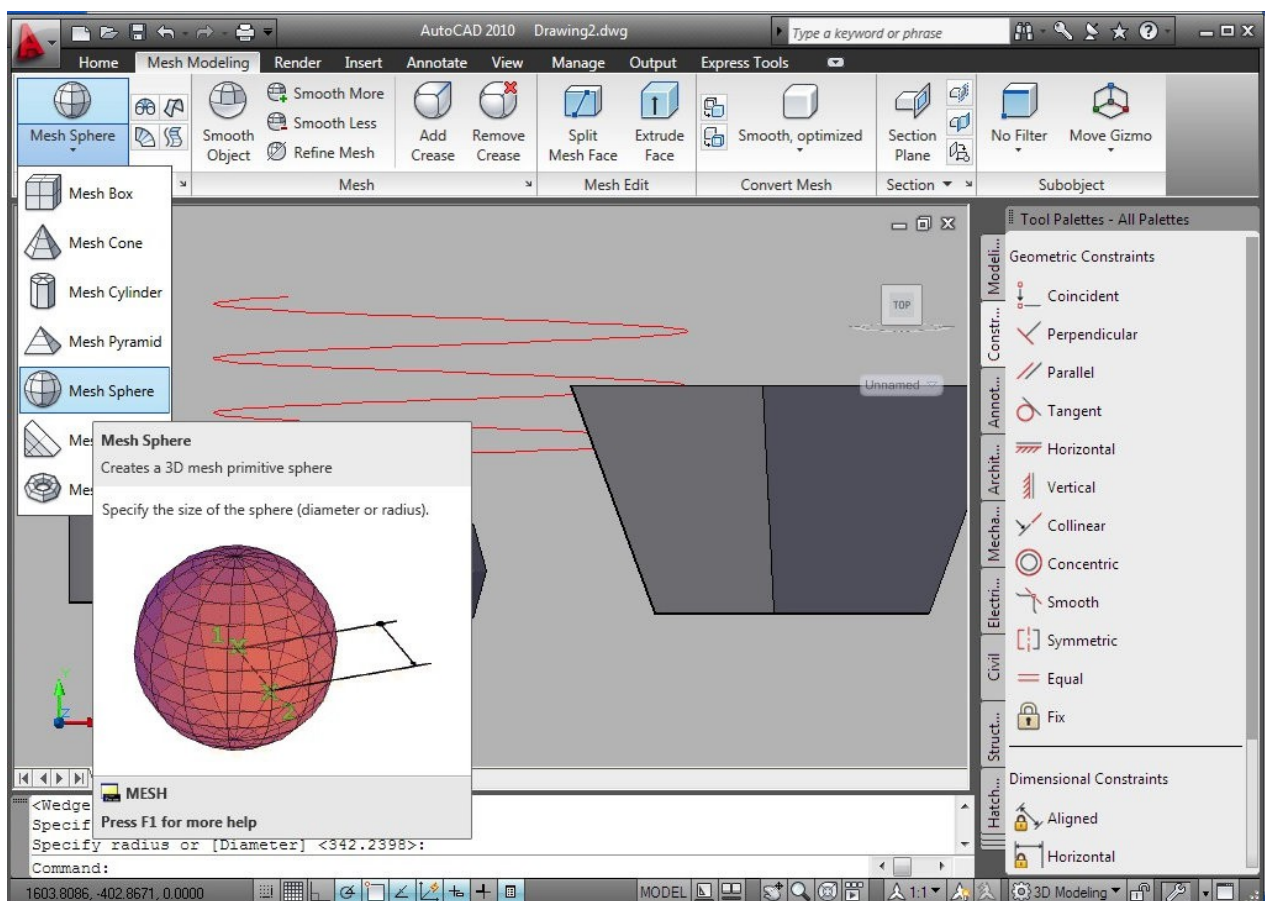 AutoCAD 2010 Drawing2.dwg
Type a keyword or phrase
Home Mesh Modeling Render Insert Annotate View Manage Output Express Tools
Mesh Sphere
Smooth Object
Smooth More
Smooth Less
Refine Mesh
Add Crease
Remove Crease
Split Mesh Face
Extrude Face
Smooth, optimized
Section Plane
No Filter
Move Gizmo
Mesh
Mesh Edit
Convert Mesh
Section
Subobject
Mesh Box
Mesh Cone
Mesh Cylinder
Mesh Pyramid
Mesh Sphere
Mesh Sphere
Creates a 3D mesh primitive sphere
Specify the size of the sphere (diameter or radius).
1
2
MESH
Press F1 for more help
TOP
Unnamed
Y
Z
Tool Palettes - All Palettes
Modeli...
Constr...
Annot...
Archit...
Mecha...
Electri...
Civil
Struct...
Hatch...
Geometric Constraints
Coincident
Perpendicular
Parallel
Tangent
Horizontal
Vertical
Collinear
Concentric
Smooth
Symmetric
Equal
Fix
Dimensional Constraints
Aligned
Horizontal
<Wedge
Specif
Specify radius or [Diameter] <342.2398>:
Command:
1603.8086, -402.8671, 0.0000
MODEL
1:1
3D Modeling